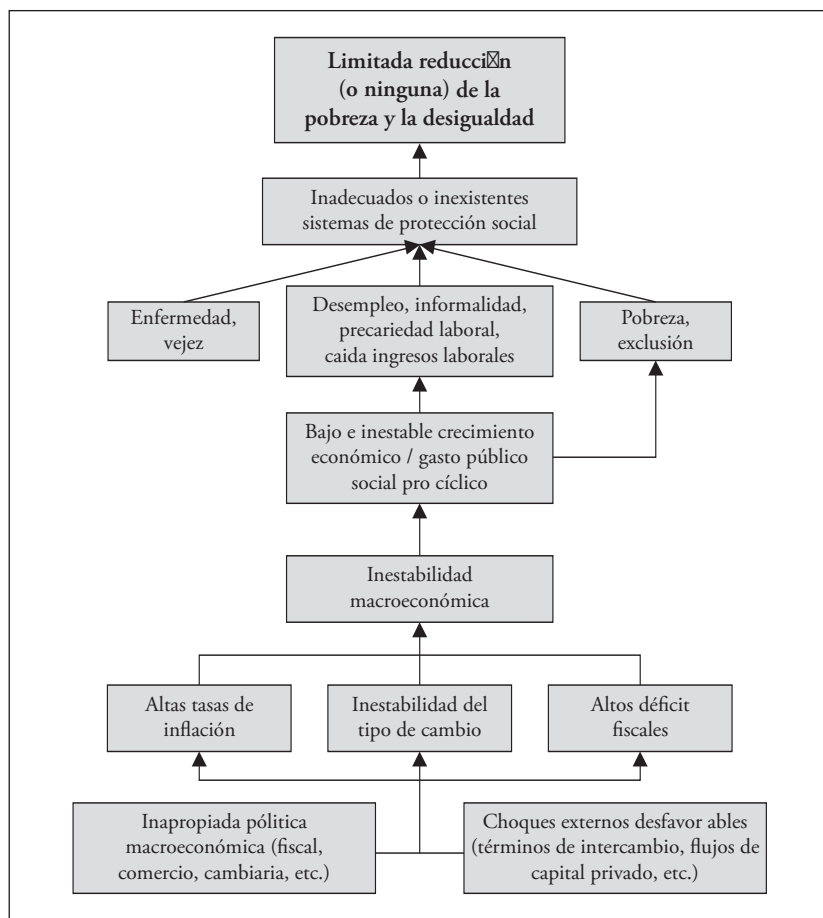 Limitada reducci☒n
(o ninguna) de la
pobreza y la desigualdad
Inadecuados o inexistentes
sistemas de protección social
Enfermedad,
vejez
Desempleo, informalidad,
precariedad laboral,
caida ingresos laborales
Pobreza,
exclusión
Bajo e inestable crecimiento
económico / gasto público
social pro cíclico
Inestabilidad
macroeconómica
Altas tasas de
inflación
Inestabilidad del
tipo de cambio
Altos déficit
fiscales
Inapropiada pólitica
macroeconómica (fiscal,
comercio, cambiaria, etc.)
Choques externos desfavor ables
(términos de intercambio, flujos de
capital privado, etc.)